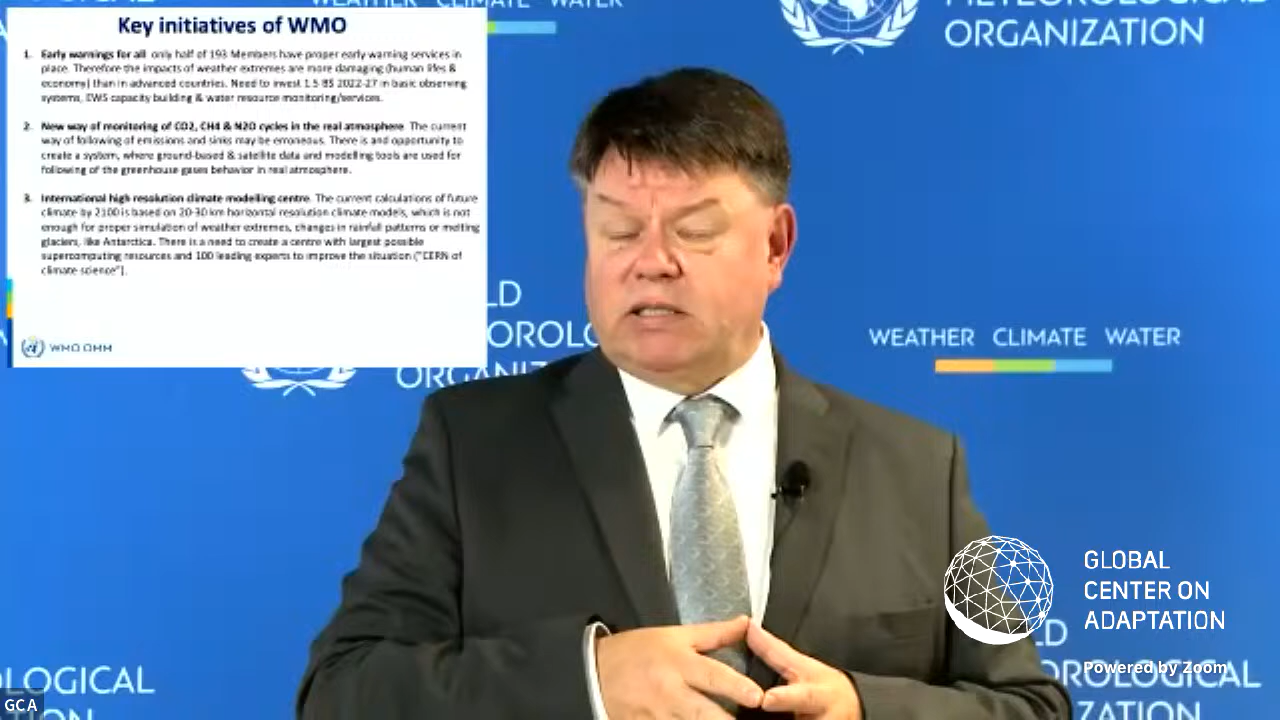 Key initiatives of WMO
1. Early warnings for all: only half of 193 Members have proper early warning services in
place. Therefore the impacts of weather extremes are more damaging (human lifes &
economy) than in advanced countries. Need to invest 1.5 B$ 2022-27 in basic observing
systems, EWS capacity building & water resource monitoring/services.
2. New way of monitoring of CO2, CH4 & N2O cycles in the real atmosphere. The current
way of following of emissions and sinks may be erroneous. There is and opportunity to
create a system, where ground-based & satellite data and modelling tools are used for
following of the greenhouse gases behavior in real atmosphere.
3. International high resolution climate modelling centre. The current calculations of future
climate by 2100 is based on 20-30 km horizontal resolution climate models, which is not
enough for proper simulation of weather extremes, changes in rainfall patterns or melting
glaciers, like Antarctica. There is a need to create a centre with largest possible
supercomputing resources and 100 leading experts to improve the situation ("CERN of
climate science").
WMO OMM
WEATHER CLIMATE WATER
METEOROLOGICAL
ORGANIZATION
LD
OROLO
ORGANIZ
WEATHER CLIMATE WATER
GLOBAL
CENTER ON
ADAPTATION
LD
Powered by Zoom
OROLOGICAL
ZATION
LOGICAL
TION
GCA